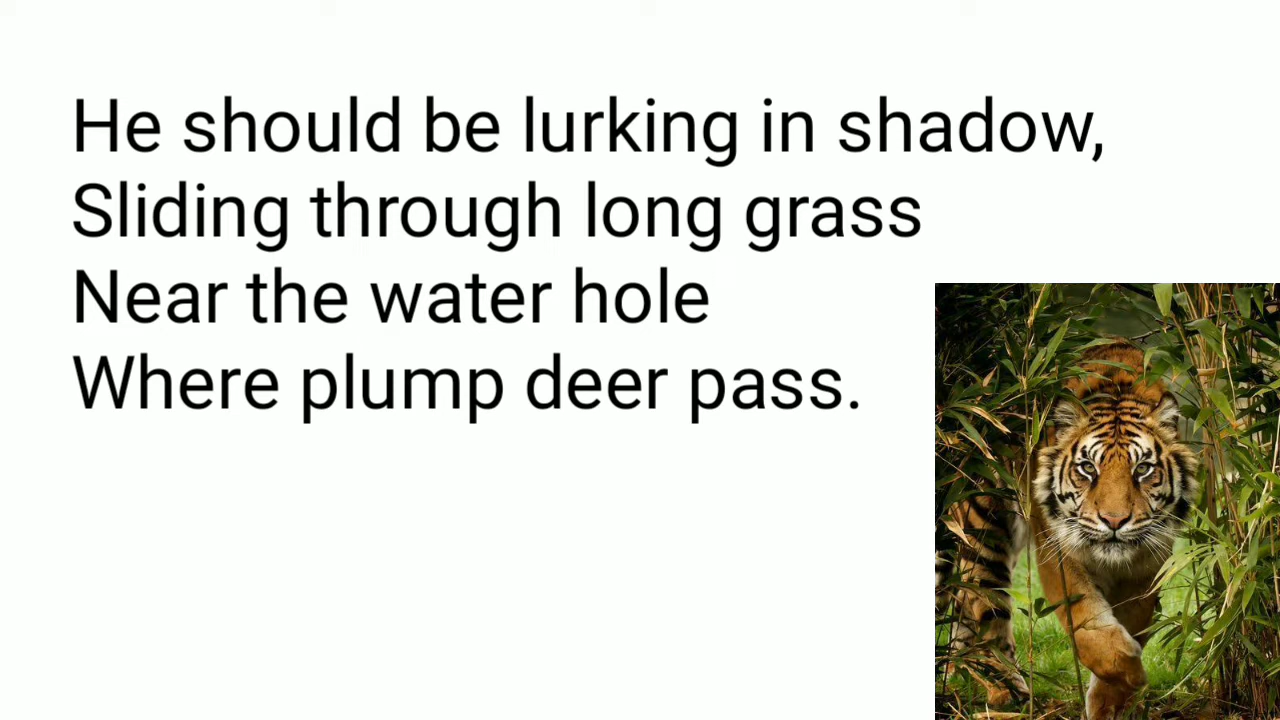 He should be lurking in shadow,
Sliding through long grass
Near the water hole
Where plump deer pass.